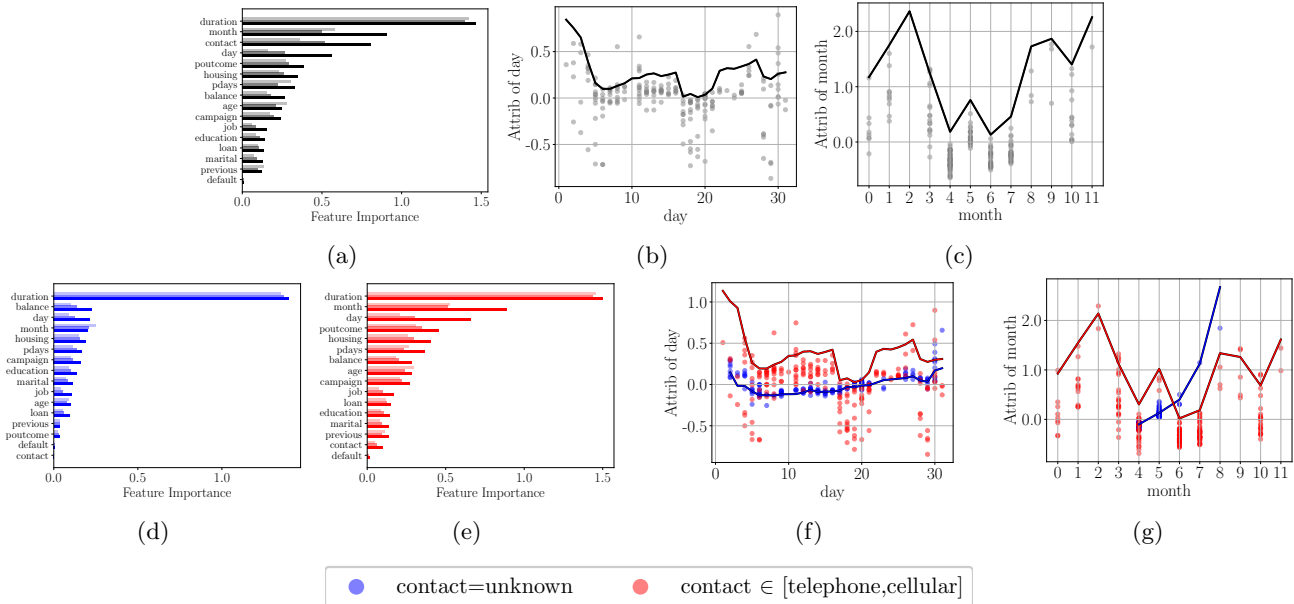 duration
month
contact
day
poutcome
housing
pdays
balance
age
campaign
job
education
loan
marital
previous
default
0.0 0.5 1.0 1.5
Feature Importance
(a)
Attrib of day
0.5
0.0
-0.5
0 10 20 30
day
(b)
Attrib of month
2.0
1.0
0.0
0 1 2 3 4 5 6 7 8 9 10 11
month
(c)
duration
balance
day
month
housing
pdays
campaign
education
marital
job
age
loan
previous
poutcome
default
contact
0.0 0.5 1.0
Feature Importance
(d)
duration
month
day
poutcome
housing
pdays
balance
age
campaign
job
loan
education
marital
previous
contact
default
0.0 0.5 1.0 1.5
Feature Importance
(e)
Attrib of day
1.0
0.5
0.0
-0.5
0 10 20 30
day
(f)
Attrib of month
2.0
1.0
0.0
0 1 2 3 4 5 6 7 8 9 10 11
month
(g)
contact=unknown
contact ∈ [telephone,cellular]